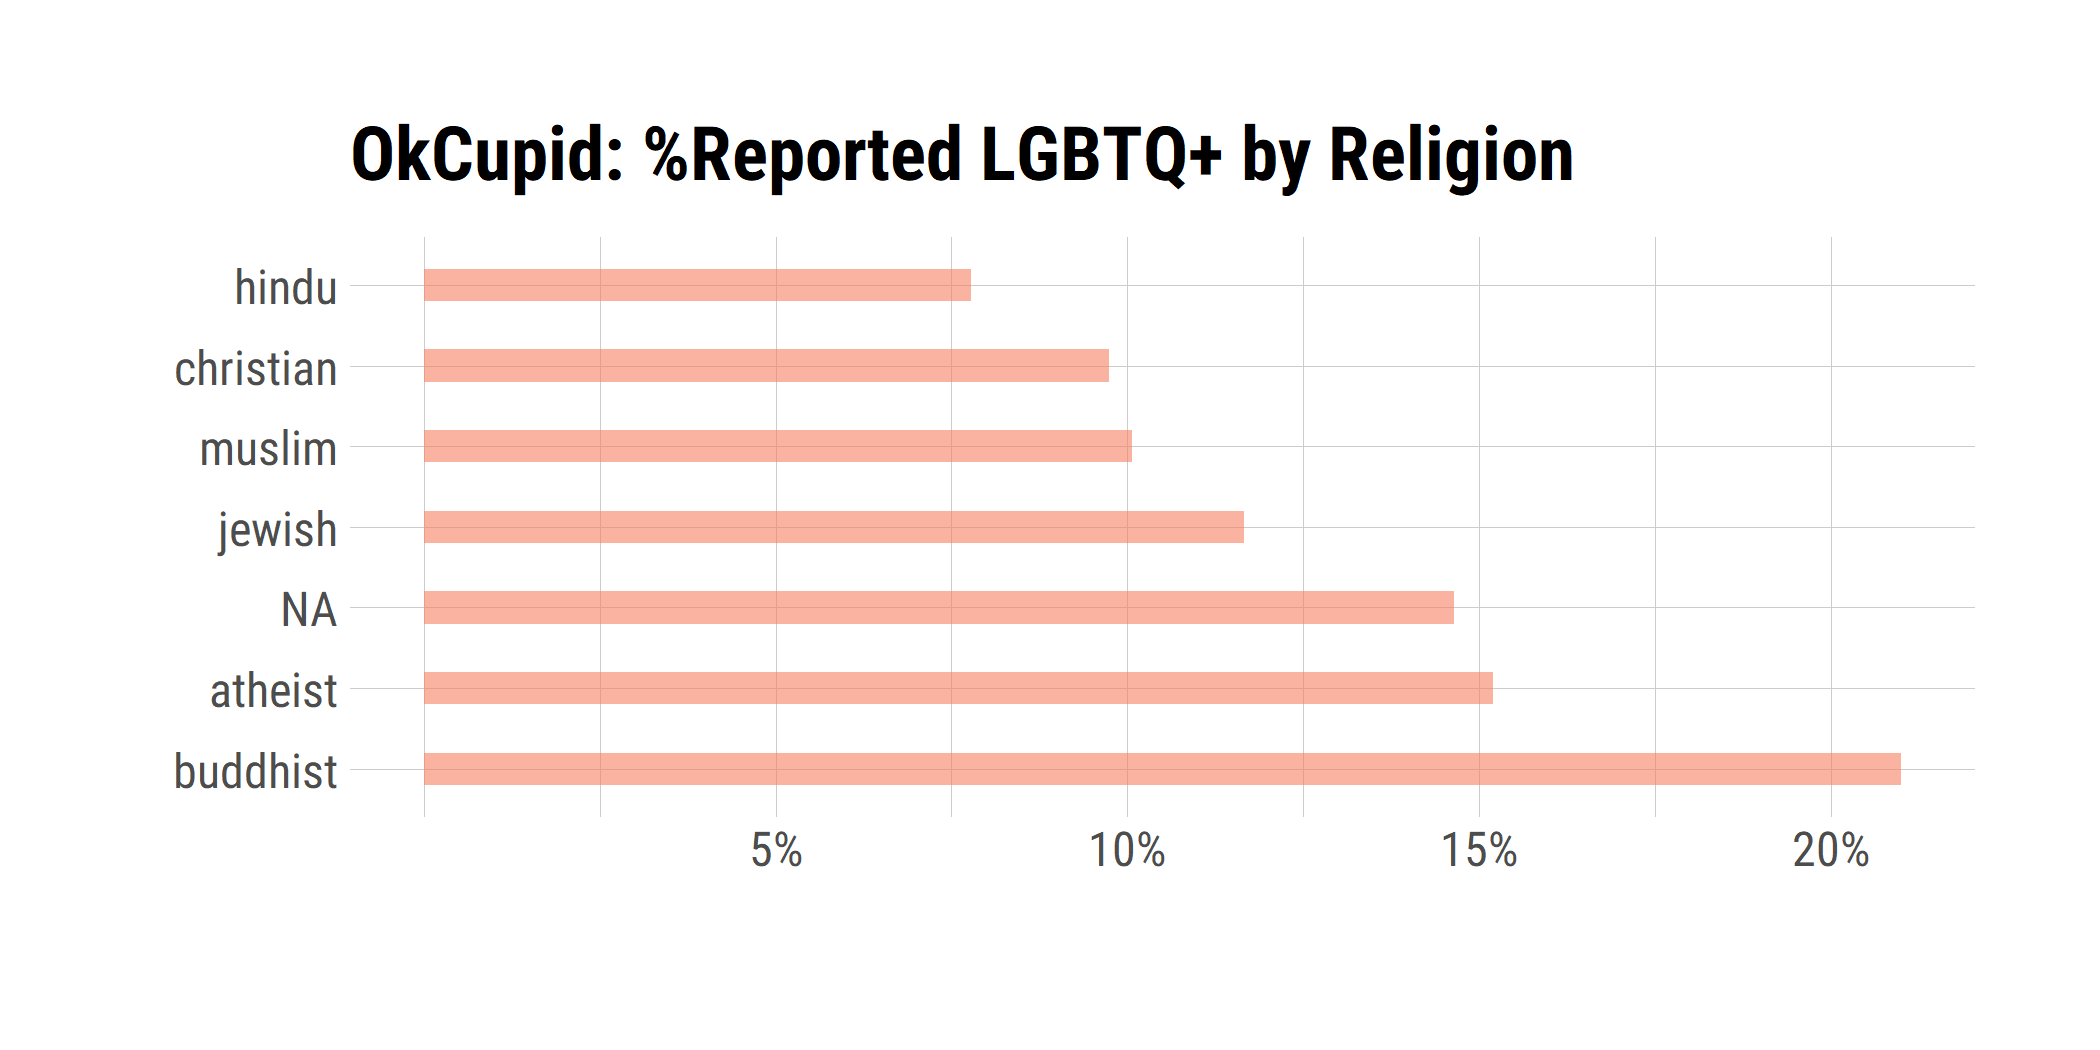 OkCupid: %Reported LGBTQ+ by Religion
hindu
christian
muslim
jewish
NA
atheist
buddhist
5% 10% 15% 20%